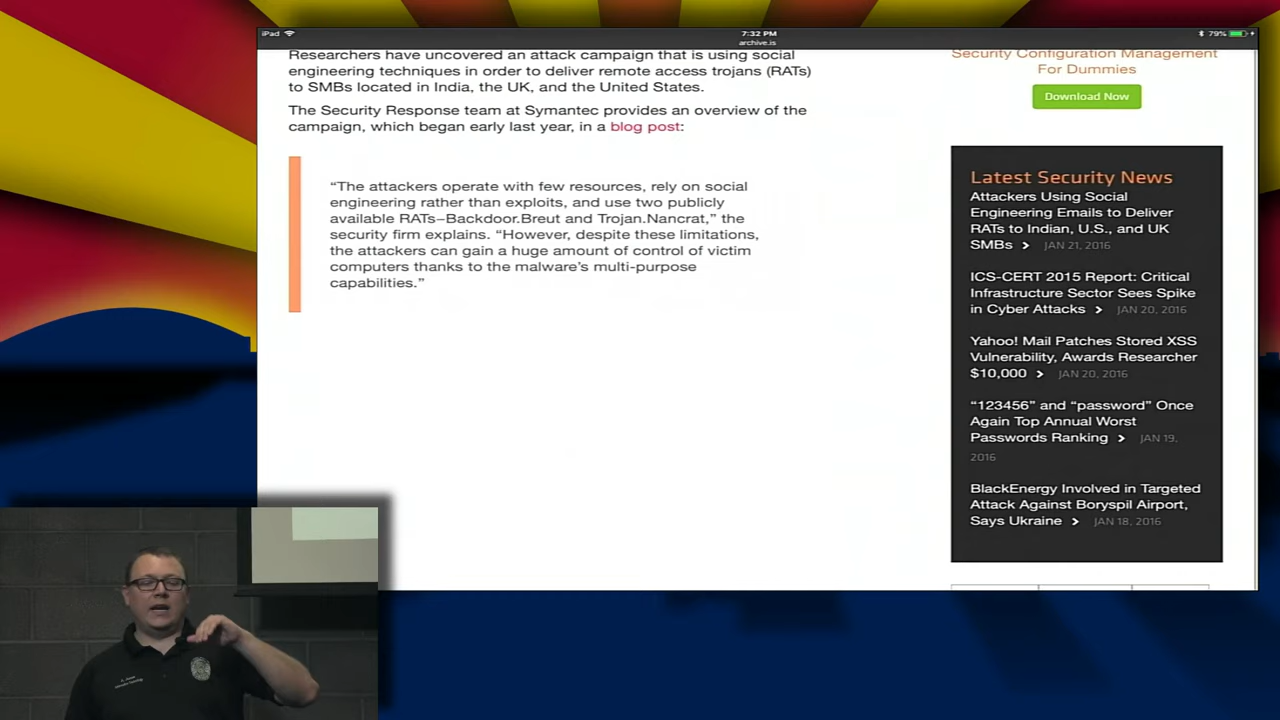 iPad
7:32 PM
79%
archive.is
Researchers have uncovered an attack campaign that is using social
engineering techniques in order to deliver remote access trojans (RATs)
to SMBs located in India, the UK, and the United States.
The Security Response team at Symantec provides an overview of the
campaign, which began early last year, in a blog post:
“The attackers operate with few resources, rely on social
engineering rather than exploits, and use two publicly
available RATs–Backdoor.Breut and Trojan.Nancrat,” the
security firm explains. “However, despite these limitations,
the attackers can gain a huge amount of control of victim
computers thanks to the malware’s multi-purpose
capabilities.”
Security Configuration Management
For Dummies
Download Now
Latest Security News
Attackers Using Social
Engineering Emails to Deliver
RATs to Indian, U.S., and UK
SMBs > JAN 21, 2016
ICS-CERT 2015 Report: Critical
Infrastructure Sector Sees Spike
in Cyber Attacks > JAN 20, 2016
Yahoo! Mail Patches Stored XSS
Vulnerability, Awards Researcher
$10,000 > JAN 20, 2016
“123456” and “password” Once
Again Top Annual Worst
Passwords Ranking > JAN 19,
2016
BlackEnergy Involved in Targeted
Attack Against Boryspil Airport,
Says Ukraine > JAN 18, 2016